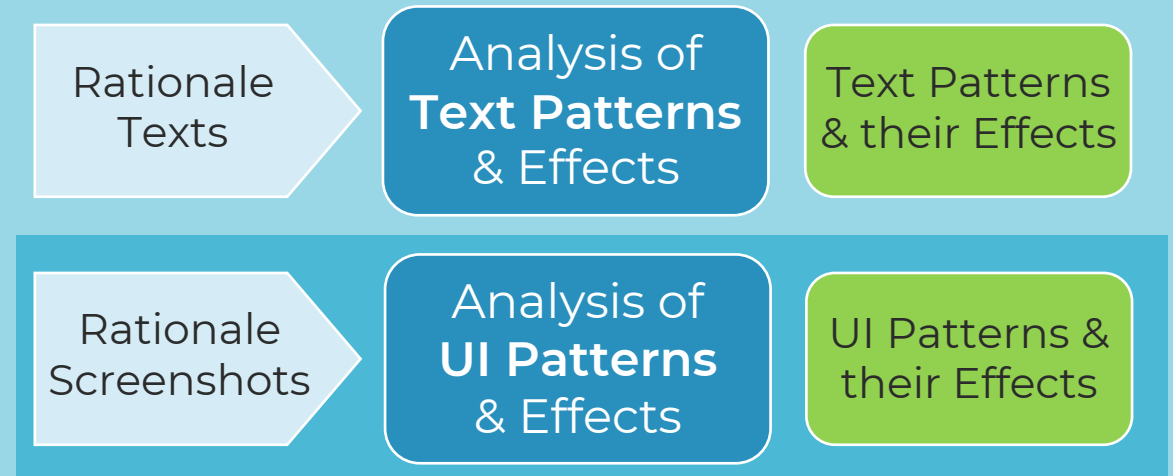 Rationale
Texts
Analysis of
Text Patterns
& Effects
Text Patterns
& their Effects
Rationale
Screenshots
Analysis of
UI Patterns
& Effects
UI Patterns &
their Effects